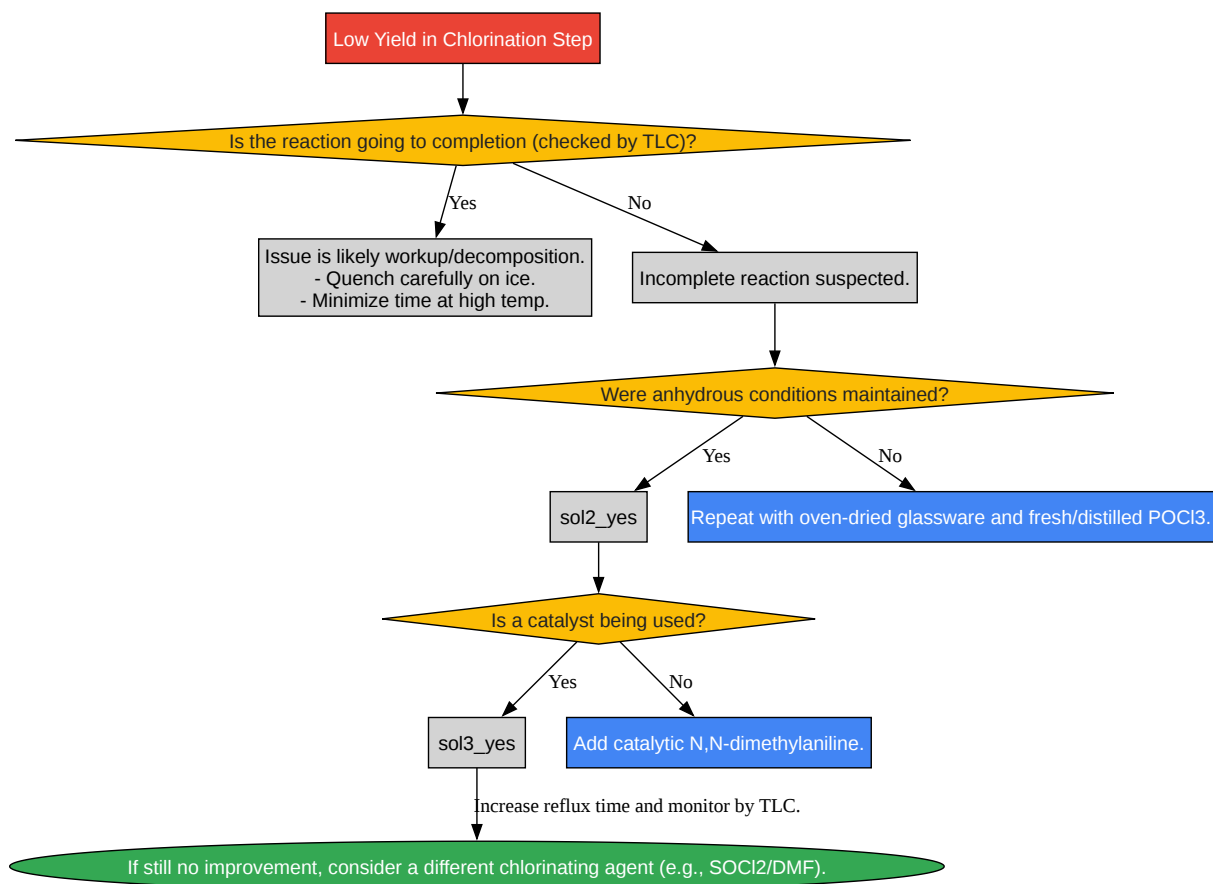 Low Yield in Chlorination Step
Is the reaction going to completion (checked by TLC)?
Yes
No
Issue is likely workup/decomposition.
- Quench carefully on ice.
- Minimize time at high temp.
Incomplete reaction suspected.
Were anhydrous conditions maintained?
Yes
No
sol2_yes
Repeat with oven-dried glassware and fresh/distilled POCl3.
Is a catalyst being used?
Yes
No
sol3_yes
Add catalytic N,N-dimethylaniline.
Increase reflux time and monitor by TLC.
If still no improvement, consider a different chlorinating agent (e.g., SOCl2/DMF).